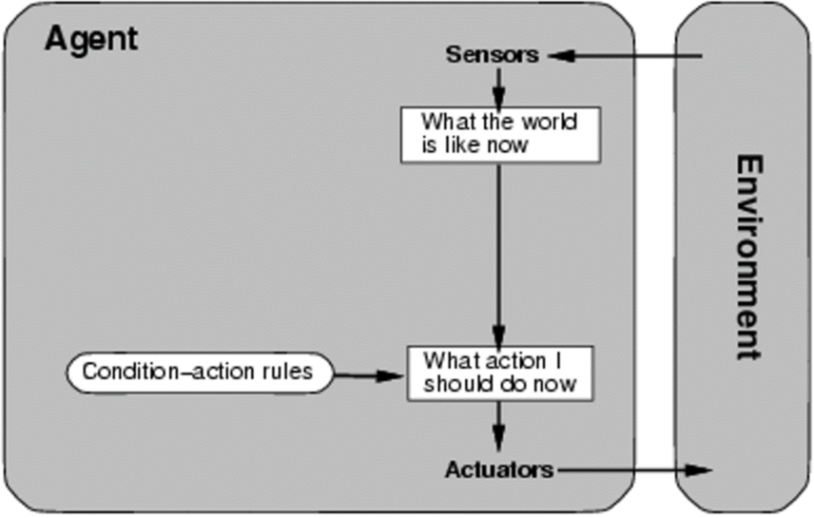 Agent
Sensors
What the world
is like now
Environment
Condition–action rules
What action I
should do now
Actuators